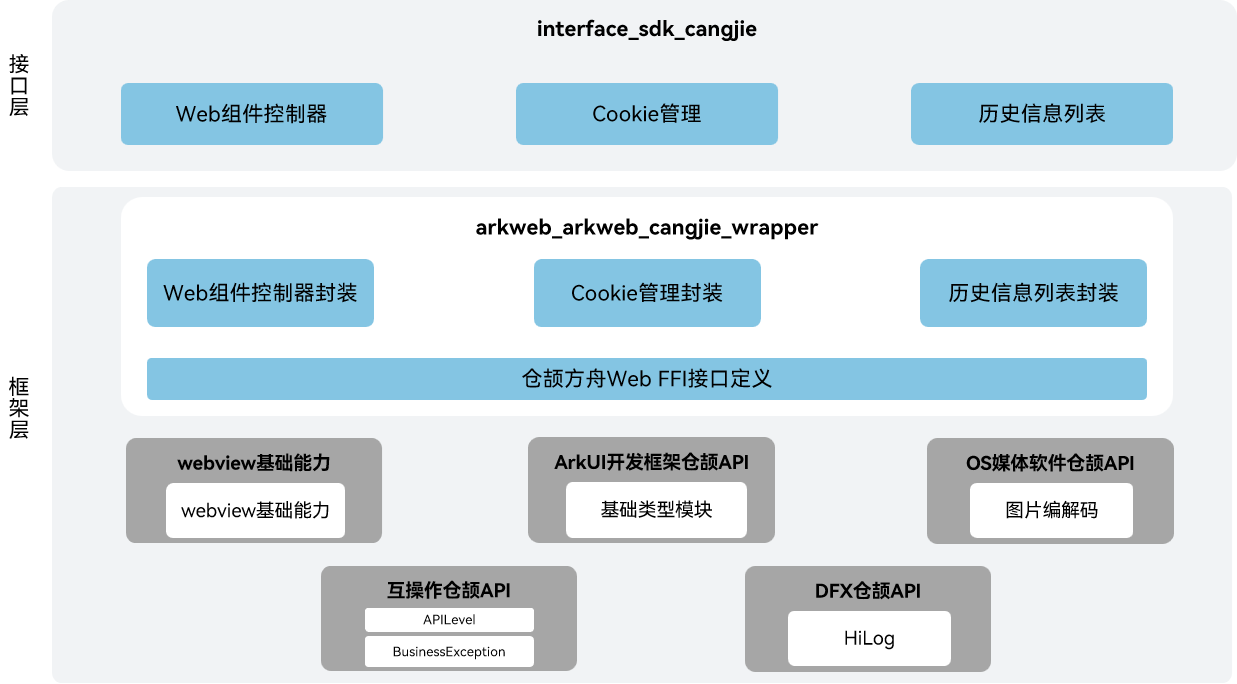 接口层
interface_sdk_cangjie
Web组件控制器
Cookie管理
历史信息列表
框架层
arkweb_arkweb_cangjie_wrapper
Web组件控制器封装
Cookie管理封装
历史信息列表封装
仓颉方舟Web FFI接口定义
webview基础能力
webview基础能力
ArkUI开发框架仓颉API
基础类型模块
OS媒体软件仓颉API
图片编解码
互操作仓颉API
APILevel
BusinessException
DFX仓颉API
HiLog